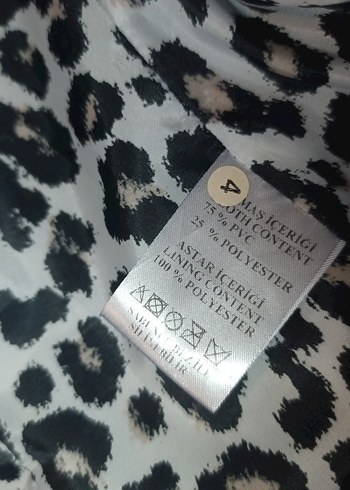 4
MAŞ İÇERİĞİ
OTH CONTENT
75 % PVC
25 % POLYESTER
ASTAR İÇERİĞİ
LINING CONTENT
100 % POLYESTER